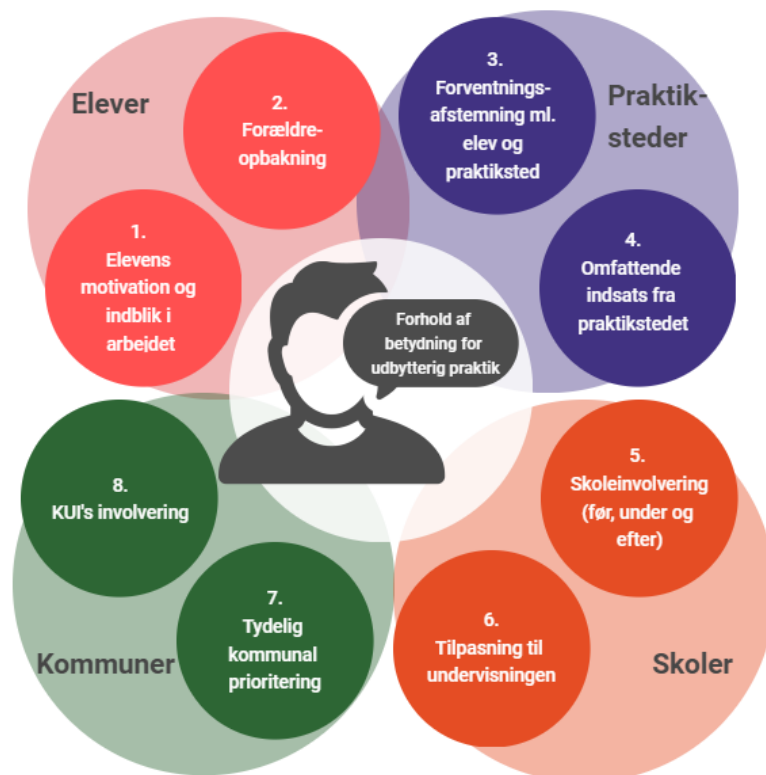 Elever
2.
Forældre-
opbakning
1.
Elevens
motivation og
indblik i
arbejdet
3.
Forventnings-
afstemning ml.
elev og
praktiksted
Praktik-
steder
4.
Omfattende
indsats fra
praktikstedet
Forhold af
betydning for
udbytterig praktik
8.
KUI's involvering
7.
Tydelig
kommunal
prioritering
Kommuner
5.
Skoleinvolvering
(før, under og
efter)
6.
Tilpasning til
undervisningen
Skoler